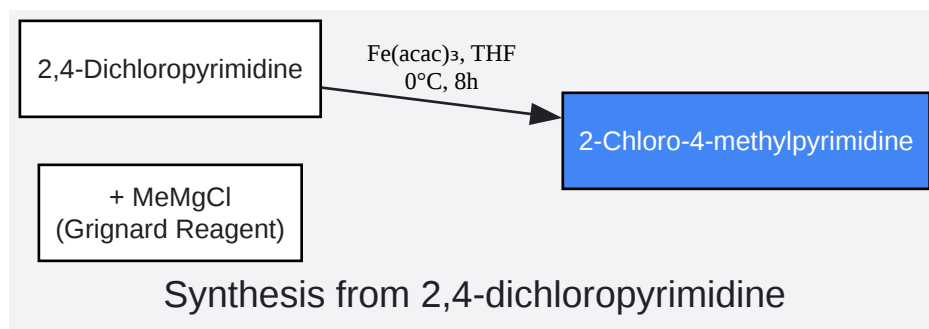 2,4-Dichloropyrimidine
Fe(acac)₃, THF
0°C, 8h
2-Chloro-4-methylpyrimidine
+ MeMgCl
(Grignard Reagent)
Synthesis from 2,4-dichloropyrimidine